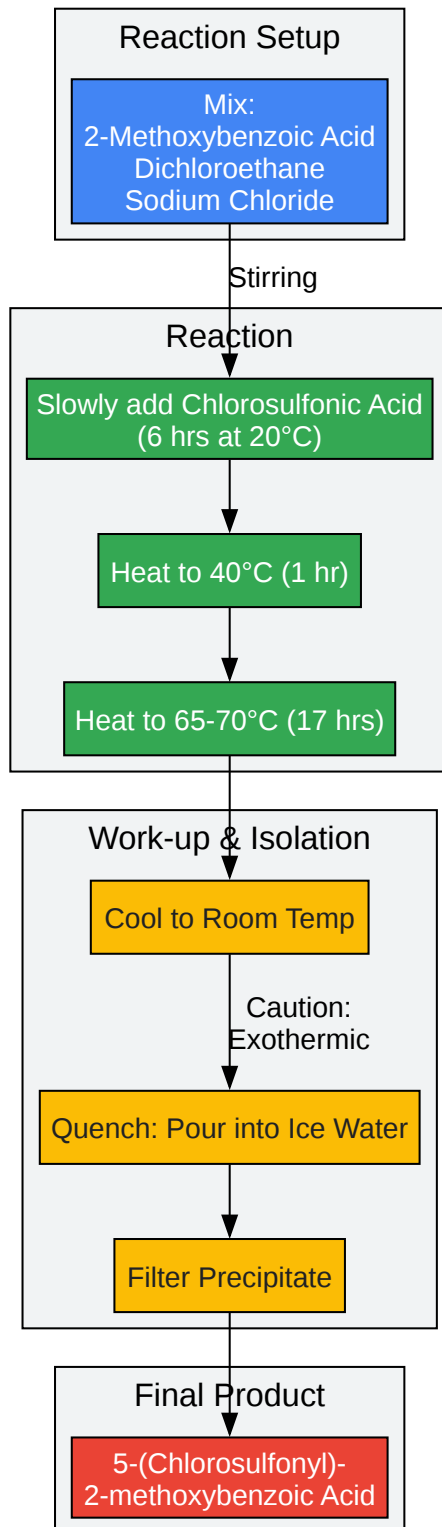 Reaction Setup
Mix:
2-Methoxybenzoic Acid
Dichloroethane
Sodium Chloride
Stirring
Reaction
Slowly add Chlorosulfonic Acid
(6 hrs at 20°C)
Heat to 40°C (1 hr)
Heat to 65-70°C (17 hrs)
Work-up & Isolation
Cool to Room Temp
Caution:
Exothermic
Quench: Pour into Ice Water
Filter Precipitate
Final Product
5-(Chlorosulfonyl)-
2-methoxybenzoic Acid